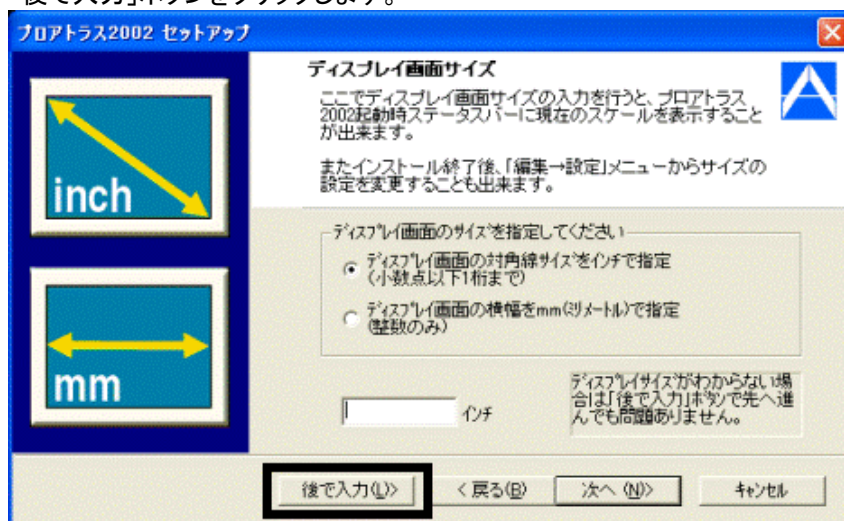 後で入力」ボタンをクリックします。
プロアトラス2002 セットアップ
ディスプレイ画面サイズ
ここでディスプレイ画面サイズの入力を行うと、プロアトラス
2002起動時ステータスバーに現在のスケールを表示すること
が出来ます。
またインストール終了後、「編集→設定」メニューからサイズの
設定を変更することも出来ます。
inch
mm
ディスプレイ画面のサイズを指定してください
ディスプレイ画面の対角線サイズをインチで指定
(小数点以下1桁まで)
ディスプレイ画面の横幅をmm(ミリメートル)で指定
(整数のみ)
インチ
ディスプレイサイズがわからない場
合は「後で入力」ボタンで先へ進
んでも問題ありません。
後で入力(L)>
< 戻る(B)
次へ (N)>
キャンセル